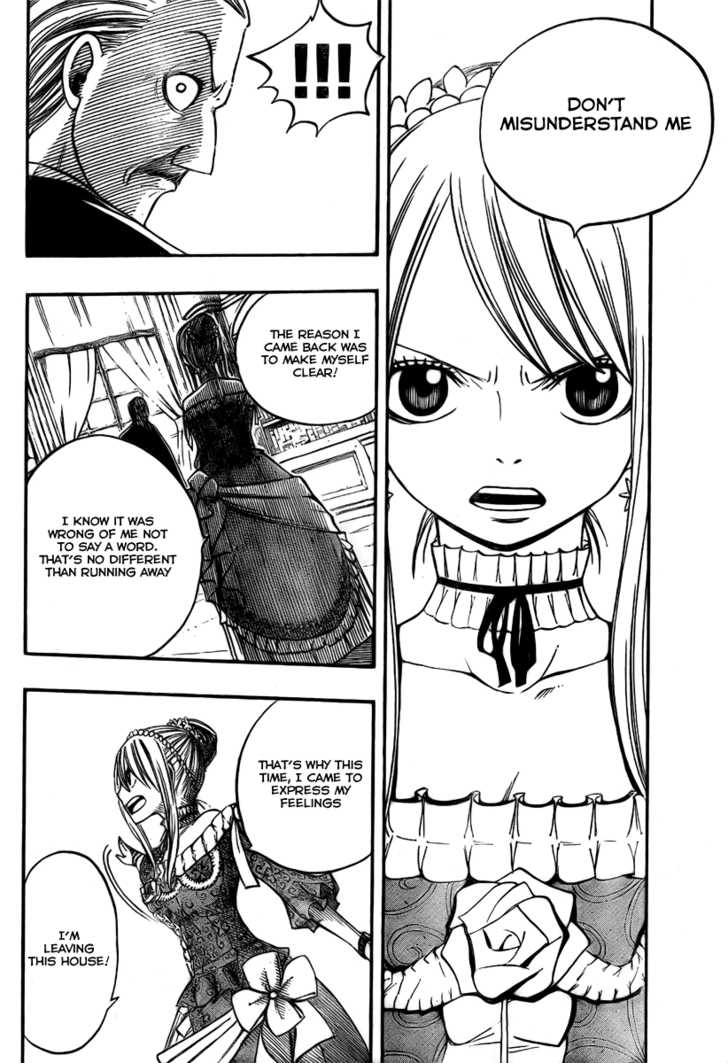 DON'T
MISUNDERSTAND ME
!!!
THE REASON I
CAME BACK WAS
TO MAKE MYSELF
CLEAR!
I KNOW IT WAS
WRONG OF ME NOT
TO SAY A WORD.
THAT'S NO DIFFERENT
THAN RUNNING AWAY
THAT'S WHY THIS
TIME, I CAME TO
EXPRESS MY
FEELINGS
I'M
LEAVING
THIS HOUSE!